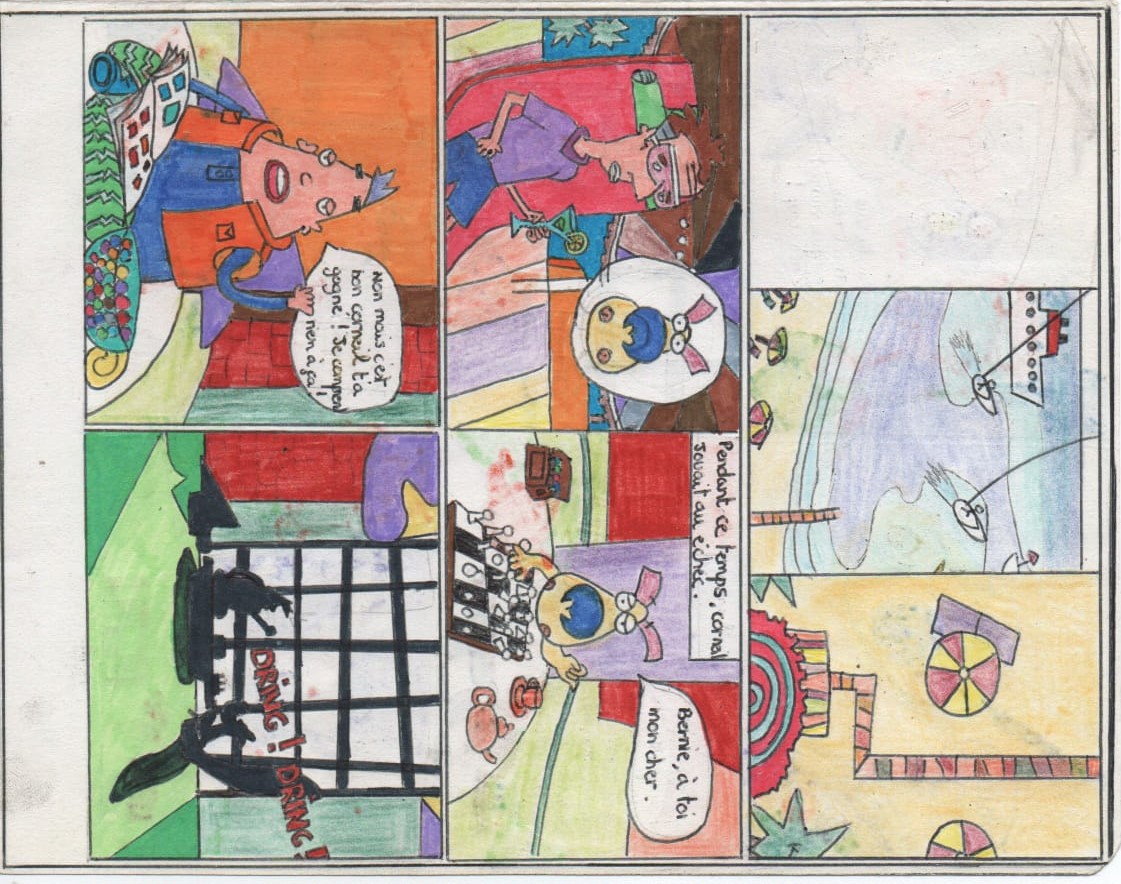 Pendant ce temps, corneil
jouait au échec.
Bernie, à toi
mon cher.
Non mais c'est
bon corneil t'a
gagné ! Je compren
rien à ça !
DRING ! DRING !